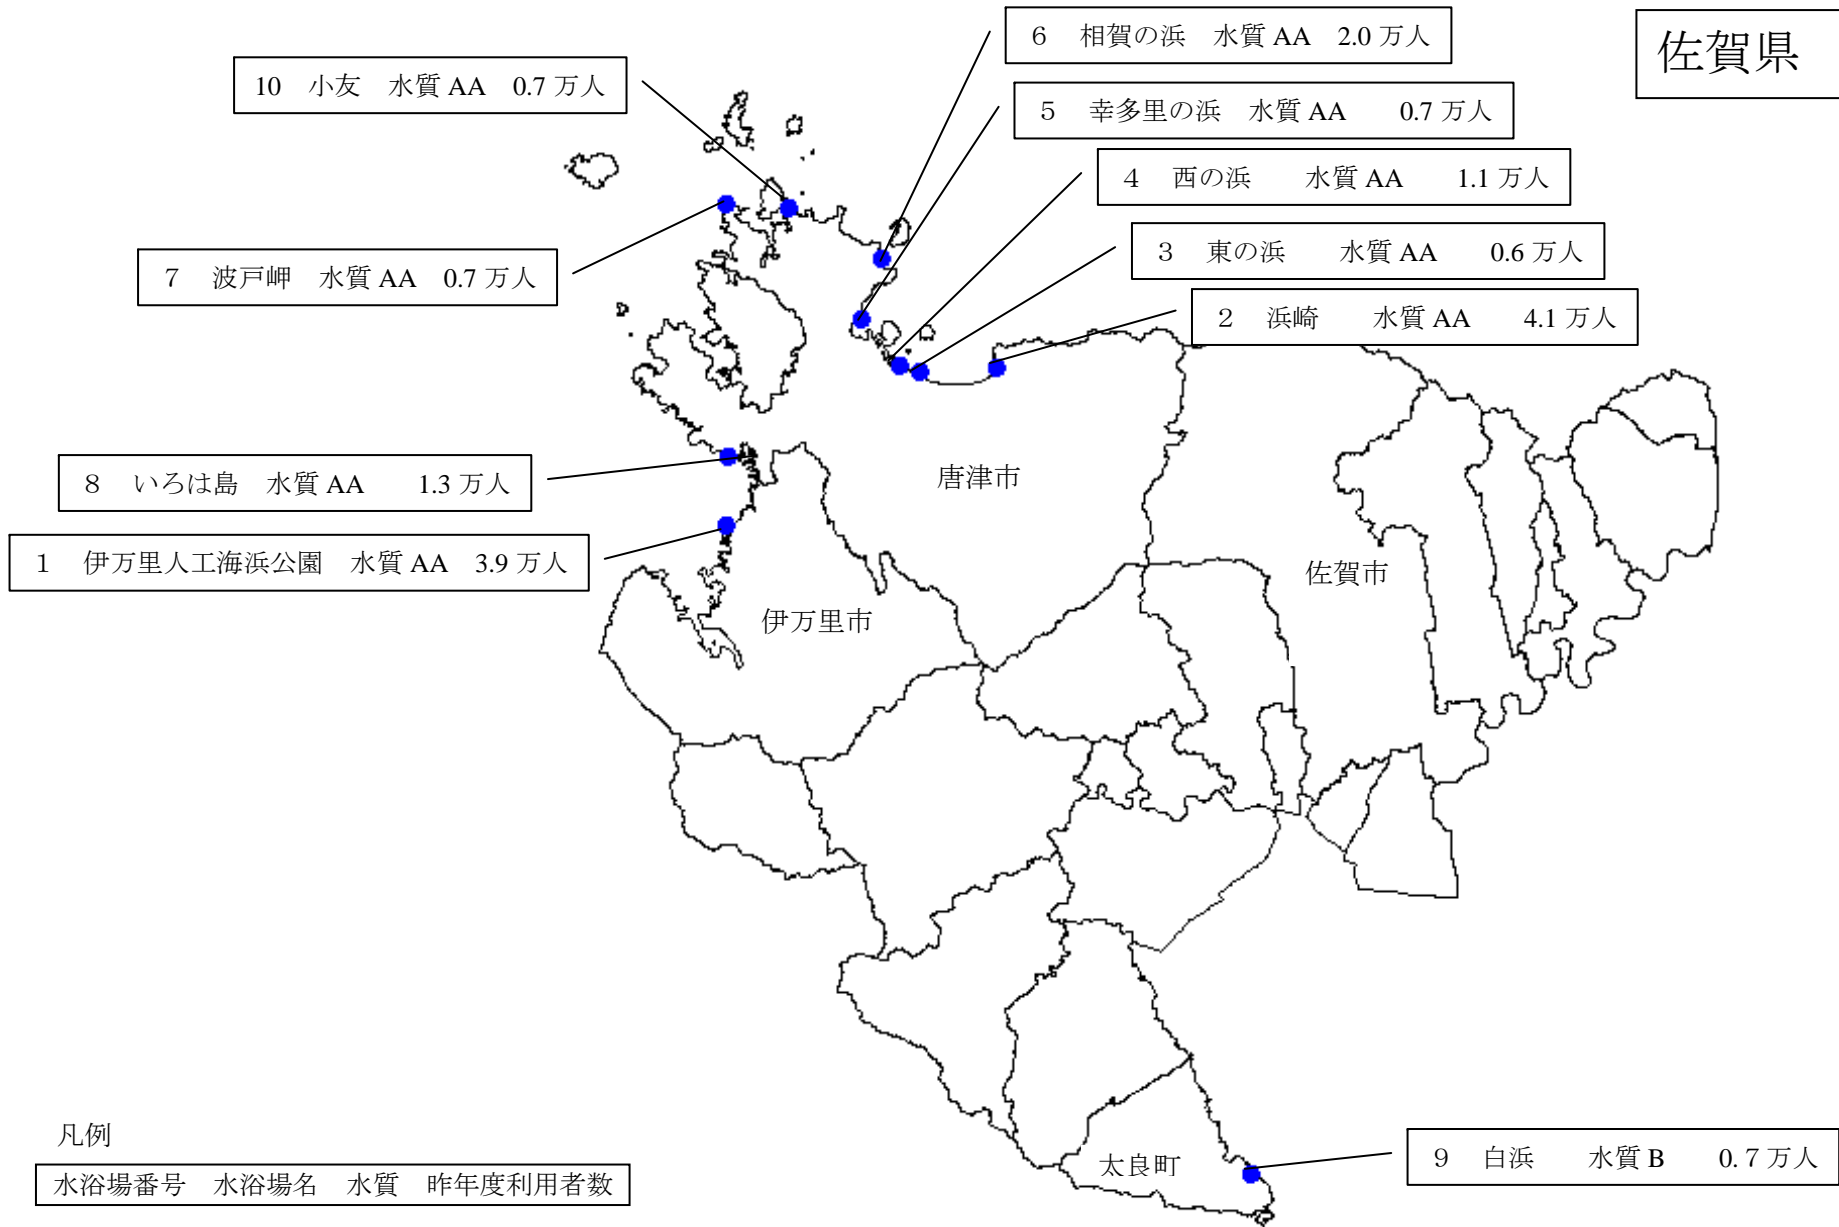 佐賀県
6　相賀の浜　水質 AA　2.0 万人
10　小友　水質 AA　0.7 万人
5　幸多里の浜　水質 AA　　0.7 万人
4　西の浜　　水質 AA　　1.1 万人
3　東の浜　　水質 AA　　0.6 万人
7　波戸岬　水質 AA　0.7 万人
2　浜崎　　水質 AA　　4.1 万人
唐津市
8　いろは島　水質 AA　　1.3 万人
1　伊万里人工海浜公園　水質 AA　3.9 万人
佐賀市
伊万里市
凡例
9　白浜　　水質 B　　0.７万人
太良町
水浴場番号　水浴場名　水質　昨年度利用者数